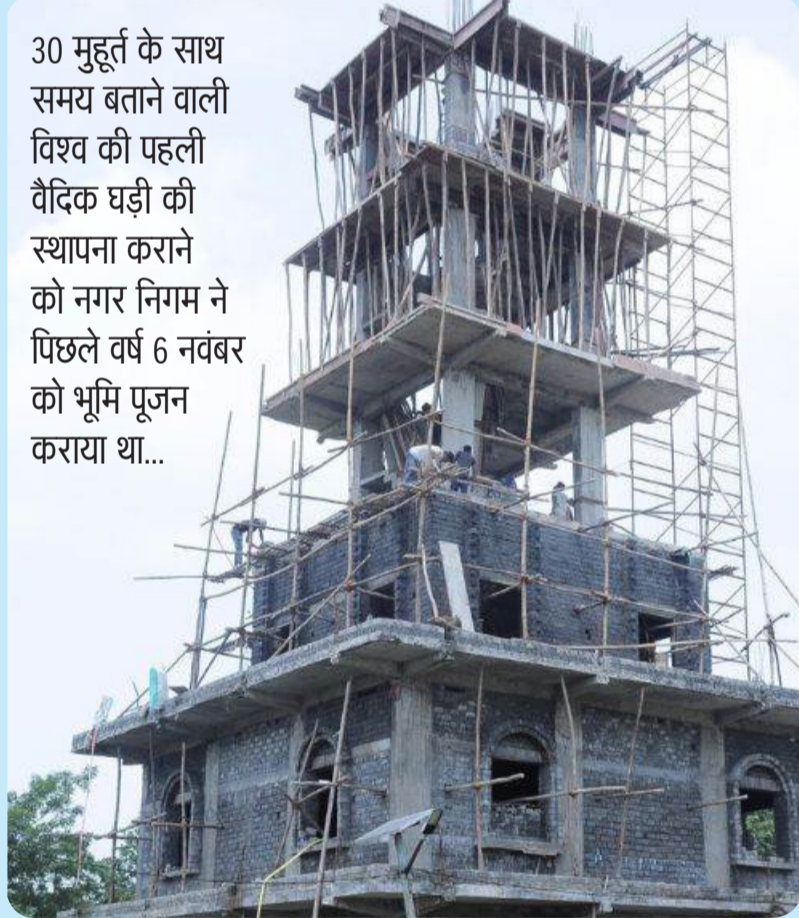 30 मुहूर्त के साथ
समय बताने वाली
विश्व की पहली
वैदिक घड़ी की
स्थापना कराने
को नगर निगम ने
पिछले वर्ष 6 नवंबर
को भूमि पूजन
कराया था...